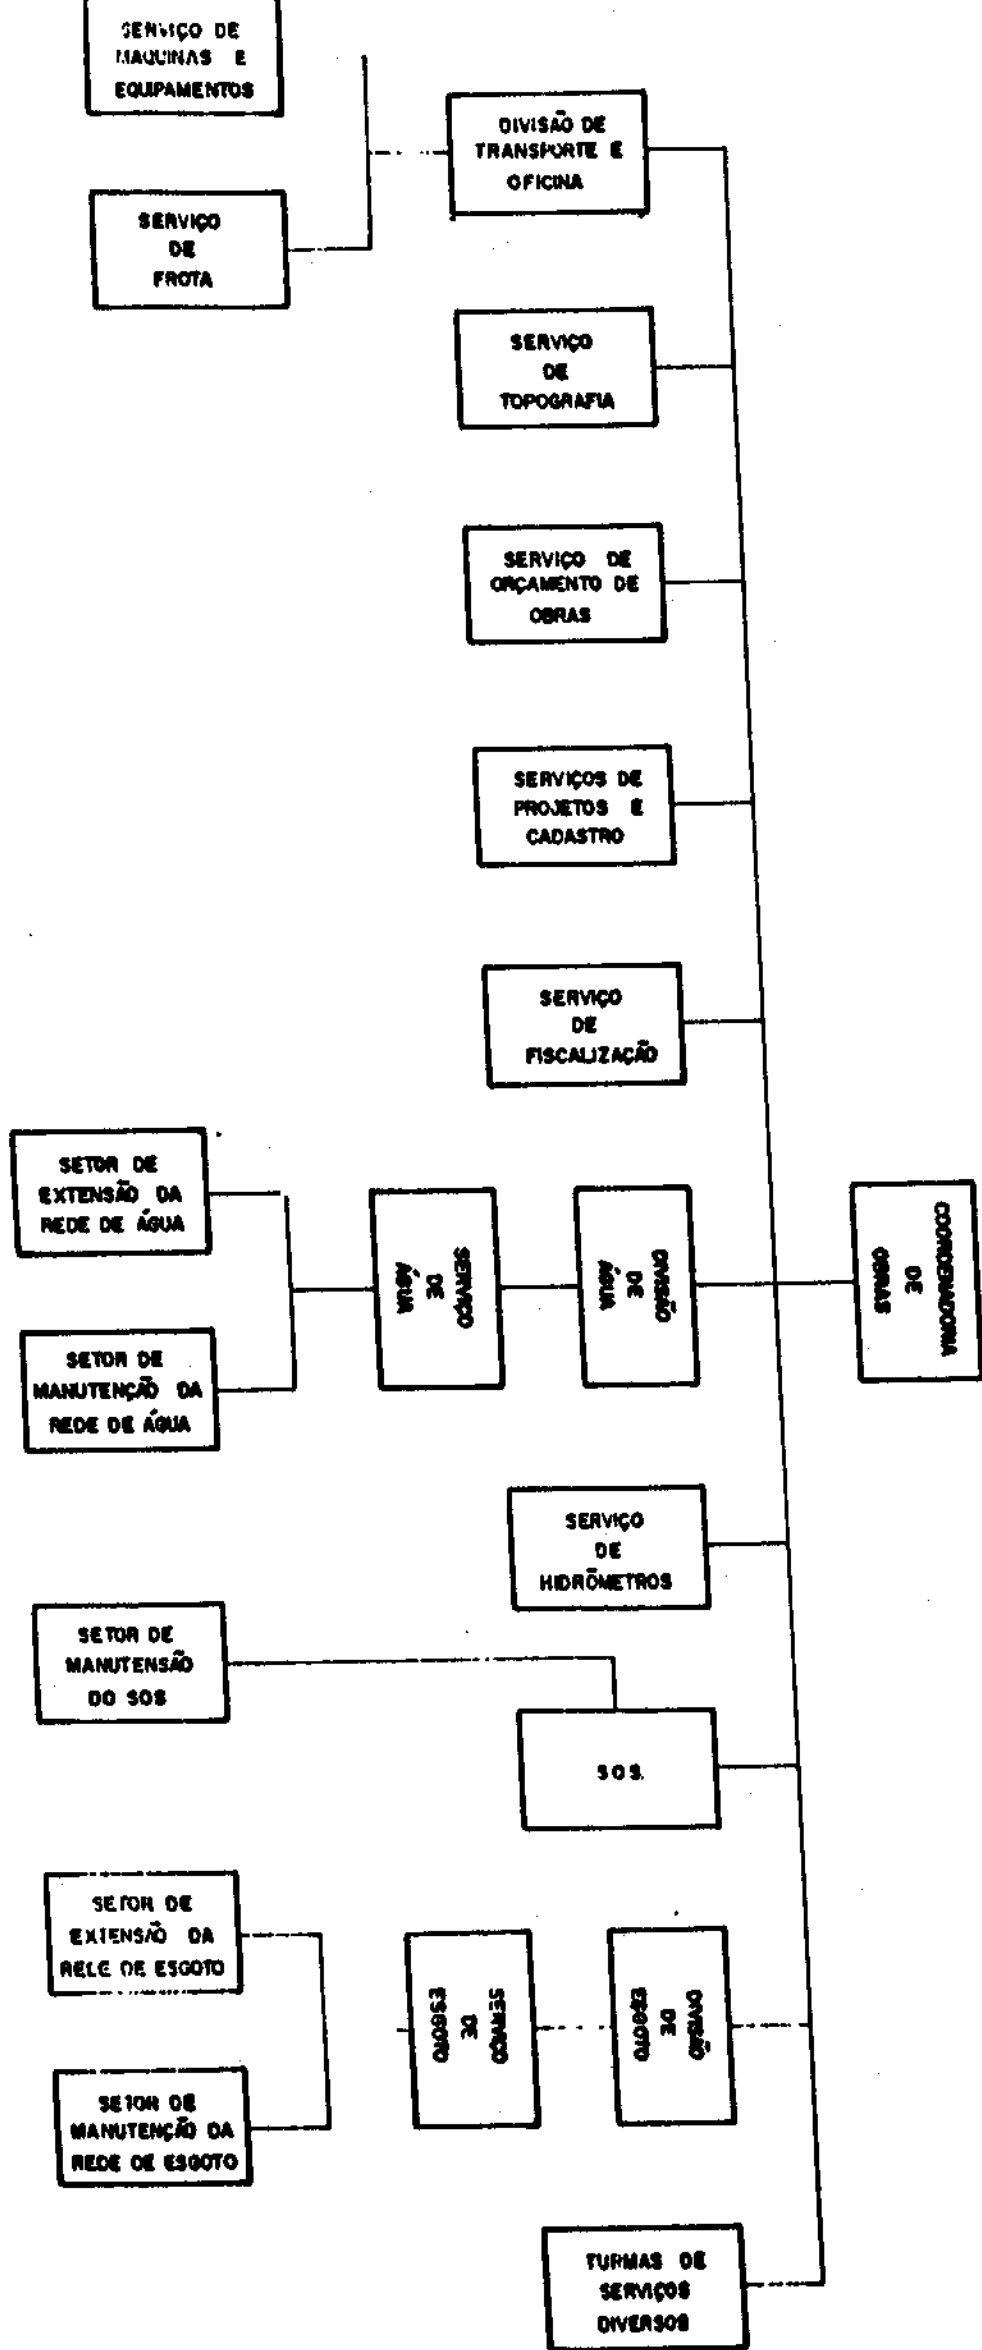 SERVIÇO DE
MAQUINAS E
EQUIPAMENTOS
DIVISÃO DE
TRANSPORTE E
OFICINA
SERVIÇO
DE
FROTA
SERVIÇO
DE
TOPOGRAFIA
SERVIÇO DE
ORÇAMENTO DE
OBRAS
SERVIÇOS DE
PROJETOS E
CADASTRO
SERVIÇO
DE
FISCALIZAÇÃO
SETOR DE
EXTENSÃO DA
REDE DE ÁGUA
SETOR DE
MANUTENÇÃO DA
REDE DE ÁGUA
SERVIÇO
DE
ÁGUA
DIVISÃO
DE
ÁGUA
COORDENADORIA
DE
OBRAS
SERVIÇO
DE
HIDRÔMETROS
SETOR DE
MANUTENSÃO
DO SOS
S.O.S.
SETOR DE
EXTENSÃO DA
REDE DE ESGOTO
SETOR DE
MANUTENÇÃO DA
REDE DE ESGOTO
SERVIÇO
DE
ESGOTO
DIVISÃO
DE
ESGOTO
TURMAS DE
SERVIÇOS
DIVERSOS